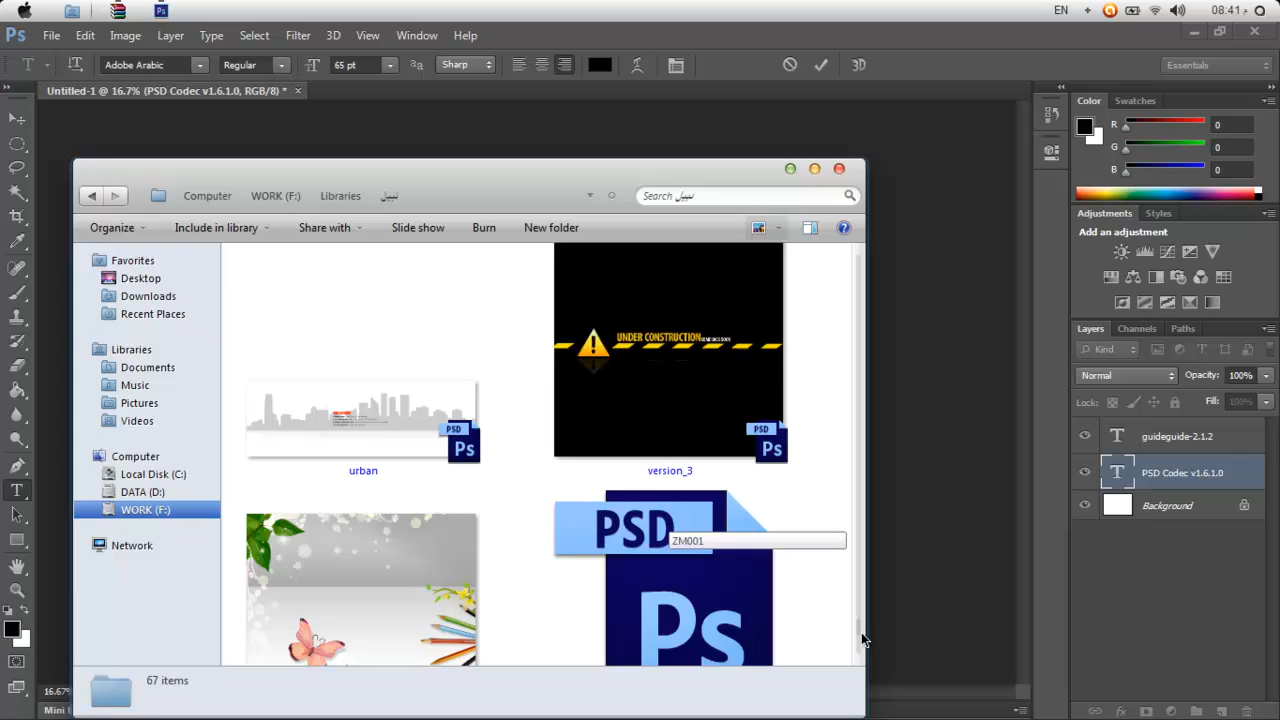 EN
08:41 م
Ps File Edit Image Layer Type Select Filter 3D View Window Help
T Adobe Arabic Regular 65 pt Sharp 3D Essentials
Untitled-1 @ 16.7% (PSD Codec v1.6.1.0, RGB/8) *
Color Swatches
R 0
G 0
B 0
Adjustments Styles
Add an adjustment
Layers Channels Paths
Kind
Normal Opacity: 100%
Lock: Fill: 100%
T guideguide-2.1.2
T PSD Codec v1.6.1.0
Background
Computer WORK (F:) Libraries نبيل
Search نبيل
Organize Include in library Share with Slide show Burn New folder
Favorites
Desktop
Downloads
Recent Places
Libraries
Documents
Music
Pictures
Videos
Computer
Local Disk (C:)
DATA (D:)
WORK (F:)
Network
UNDER CONSTRUCTION
PSD
Ps
urban
PSD
Ps
version_3
PSD
Ps
ZM001
67 items
16.67%
Mini